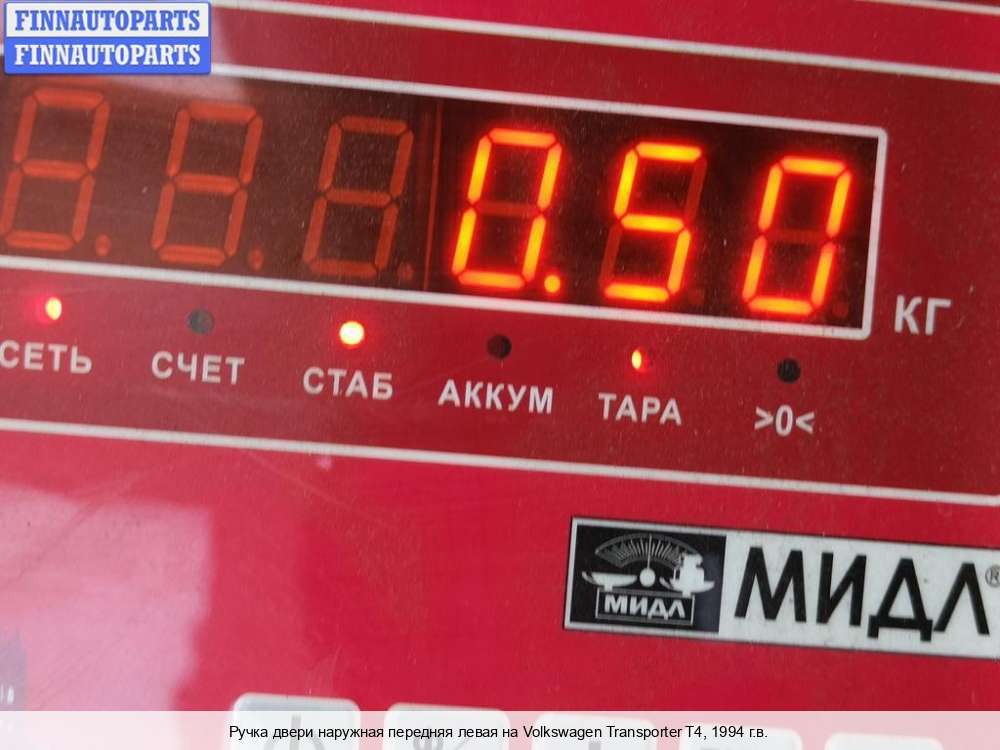 FINNAUTOPARTS
FINNAUTOPARTS
0.50
КГ
СЕТЬ СЧЕТ СТАБ АККУМ ТАРА >0<
МИДЛ МИДЛ®
Ручка двери наружная передняя левая на Volkswagen Transporter T4, 1994 г.в.